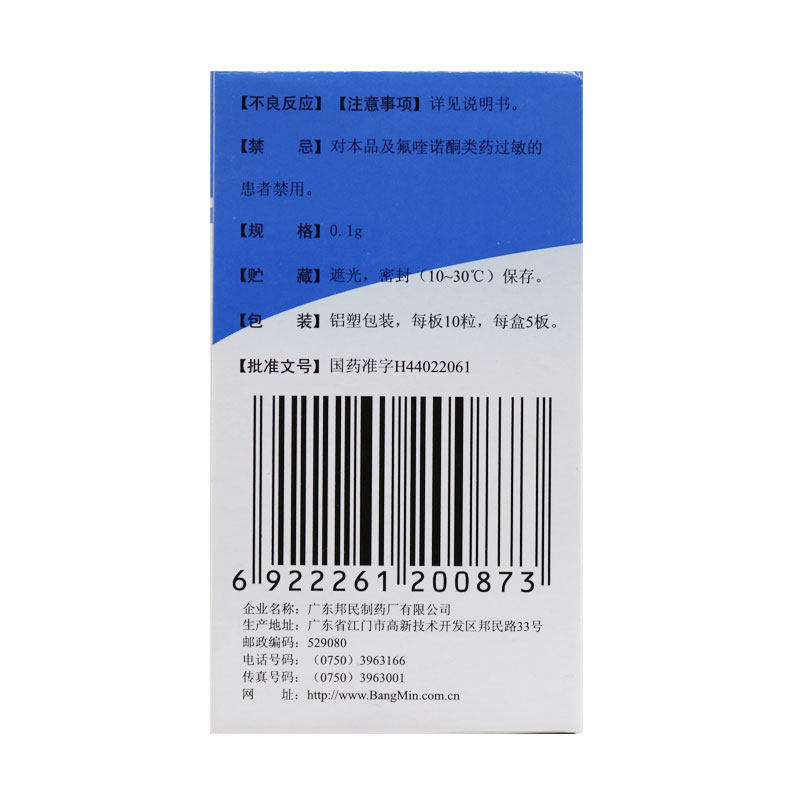 【不良反应】【注意事项】详见说明书。
【禁 忌】对本品及氟喹诺酮类药过敏的
患者禁用。
【规 格】0.1g
【贮 藏】遮光，密封（10~30℃）保存。
【包 装】铝塑包装，每板10粒，每盒5板。
【批准文号】国药准字H44022061
6 922261 200873
企业名称：广东邦民制药厂有限公司
生产地址：广东省江门市高新技术开发区邦民路33号
邮政编码：529080
电话号码：（0750）3963166
传真号码：（0750）3963001
网 址：http://www.BangMin.com.cn